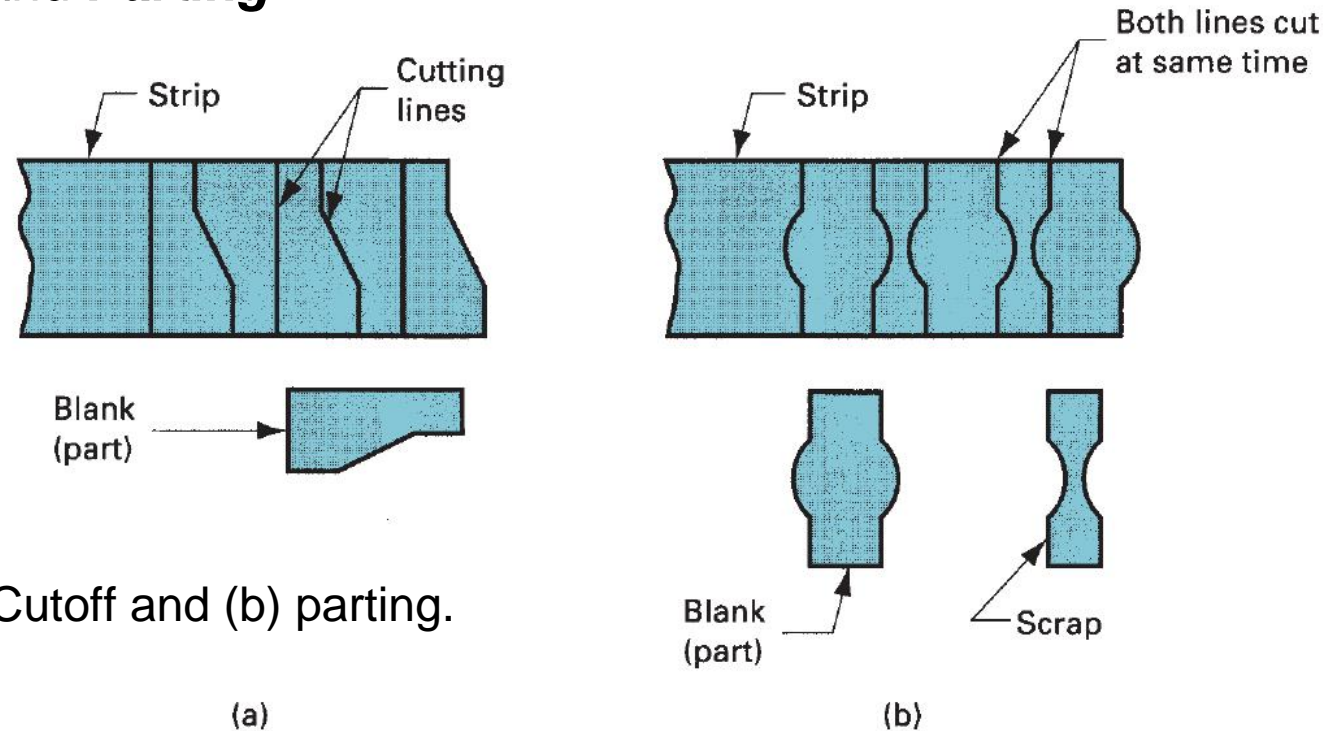 Strip
Cutting
lines
Both lines cut
at same time
Strip
Blank
(part)
Cutoff and (b) parting.
Blank
(part)
Scrap
(a)
(b)